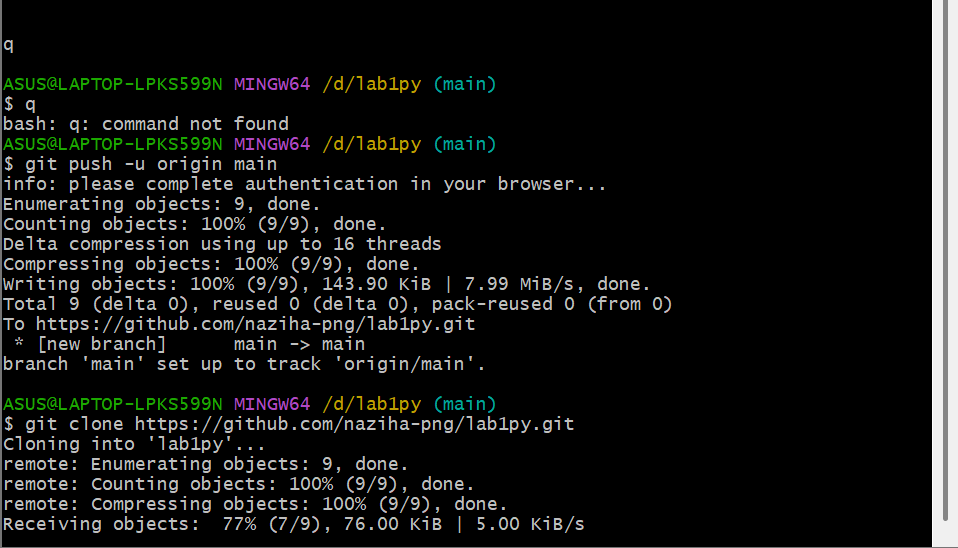 q
ASUS@LAPTOP-LPKS599N MINGW64 /d/lab1py (main)
$ q
bash: q: command not found
ASUS@LAPTOP-LPKS599N MINGW64 /d/lab1py (main)
$ git push -u origin main
info: please complete authentication in your browser...
Enumerating objects: 9, done.
Counting objects: 100% (9/9), done.
Delta compression using up to 16 threads
Compressing objects: 100% (9/9), done.
Writing objects: 100% (9/9), 143.90 KiB | 7.99 MiB/s, done.
Total 9 (delta 0), reused 0 (delta 0), pack-reused 0 (from 0)
To https://github.com/naziha-png/lab1py.git
 * [new branch]      main -> main
branch 'main' set up to track 'origin/main'.
ASUS@LAPTOP-LPKS599N MINGW64 /d/lab1py (main)
$ git clone https://github.com/naziha-png/lab1py.git
Cloning into 'lab1py'...
remote: Enumerating objects: 9, done.
remote: Counting objects: 100% (9/9), done.
remote: Compressing objects: 100% (9/9), done.
Receiving objects:  77% (7/9), 76.00 KiB | 5.00 KiB/s